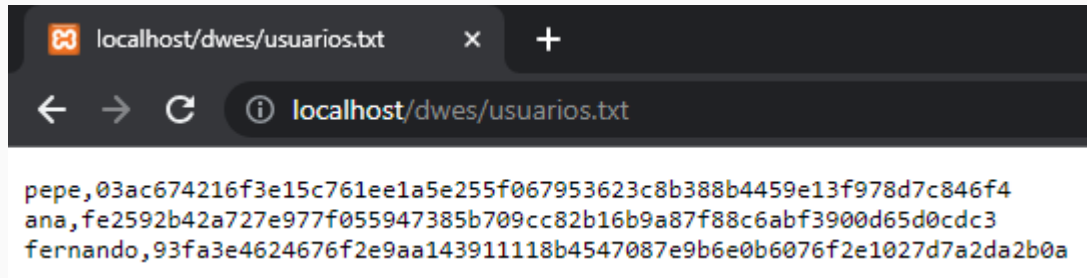 localhost/dwes/usuarios.txt
localhost/dwes/usuarios.txt
pepe,03ac674216f3e15c761ee1a5e255f067953623c8b388b4459e13f978d7c846f4
ana,fe2592b42a727e977f055947385b709cc82b16b9a87f88c6abf3900d65d0cdc3
fernando,93fa3e4624676f2e9aa143911118b4547087e9b6e0b6076f2e1027d7a2da2b0a